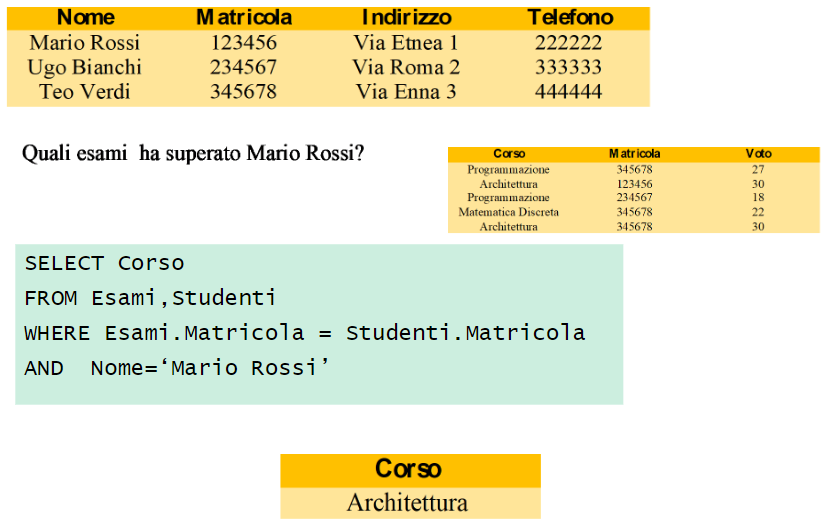 Nome Matricola Indirizzo Telefono
Mario Rossi 123456 Via Etnea 1 222222
Ugo Bianchi 234567 Via Roma 2 333333
Teo Verdi 345678 Via Enna 3 444444
Quali esami ha superato Mario Rossi?
Corso Matricola Voto
Programmazione 345678 27
Architettura 123456 30
Programmazione 234567 18
Matematica Discreta 345678 22
Architettura 345678 30
SELECT Corso
FROM Esami,Studenti
WHERE Esami.Matricola = Studenti.Matricola
AND Nome=‘Mario Rossi’
Corso
Architettura